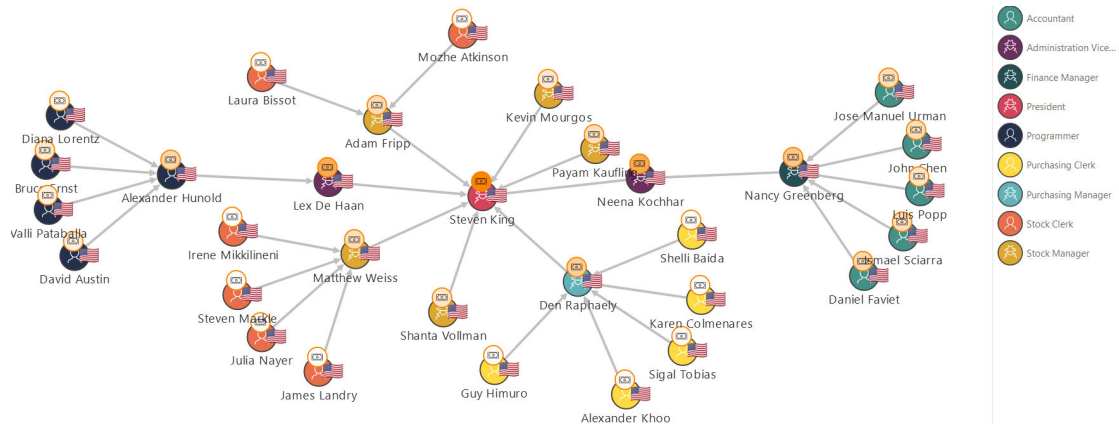 Mozhe Atkinson
Laura Bissot
Adam Fripp
Kevin Mourgos
Payam Kaufling
Diana Lorentz
Bruce Ernst
Valli Pataballa
David Austin
Alexander Hunold
Lex De Haan
Steven King
Neena Kochhar
Nancy Greenberg
Jose Manuel Urman
John Chen
Luis Popp
Ismael Sciarra
Daniel Faviet
Irene Mikkilineni
Matthew Weiss
Steven Markle
Julia Nayer
James Landry
Shanta Vollman
Den Raphaely
Shelli Baida
Karen Colmenares
Sigal Tobias
Guy Himuro
Alexander Khoo
Accountant
Administration Vice...
Finance Manager
President
Programmer
Purchasing Clerk
Purchasing Manager
Stock Clerk
Stock Manager